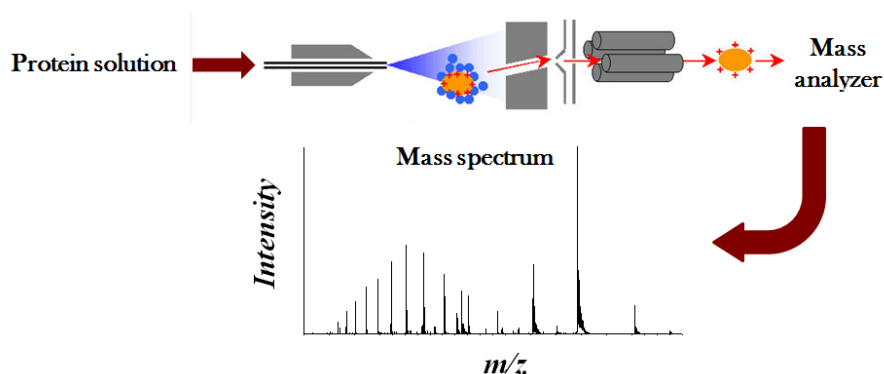 Protein solution
Mass
analyzer
Mass spectrum
Intensity
m/z